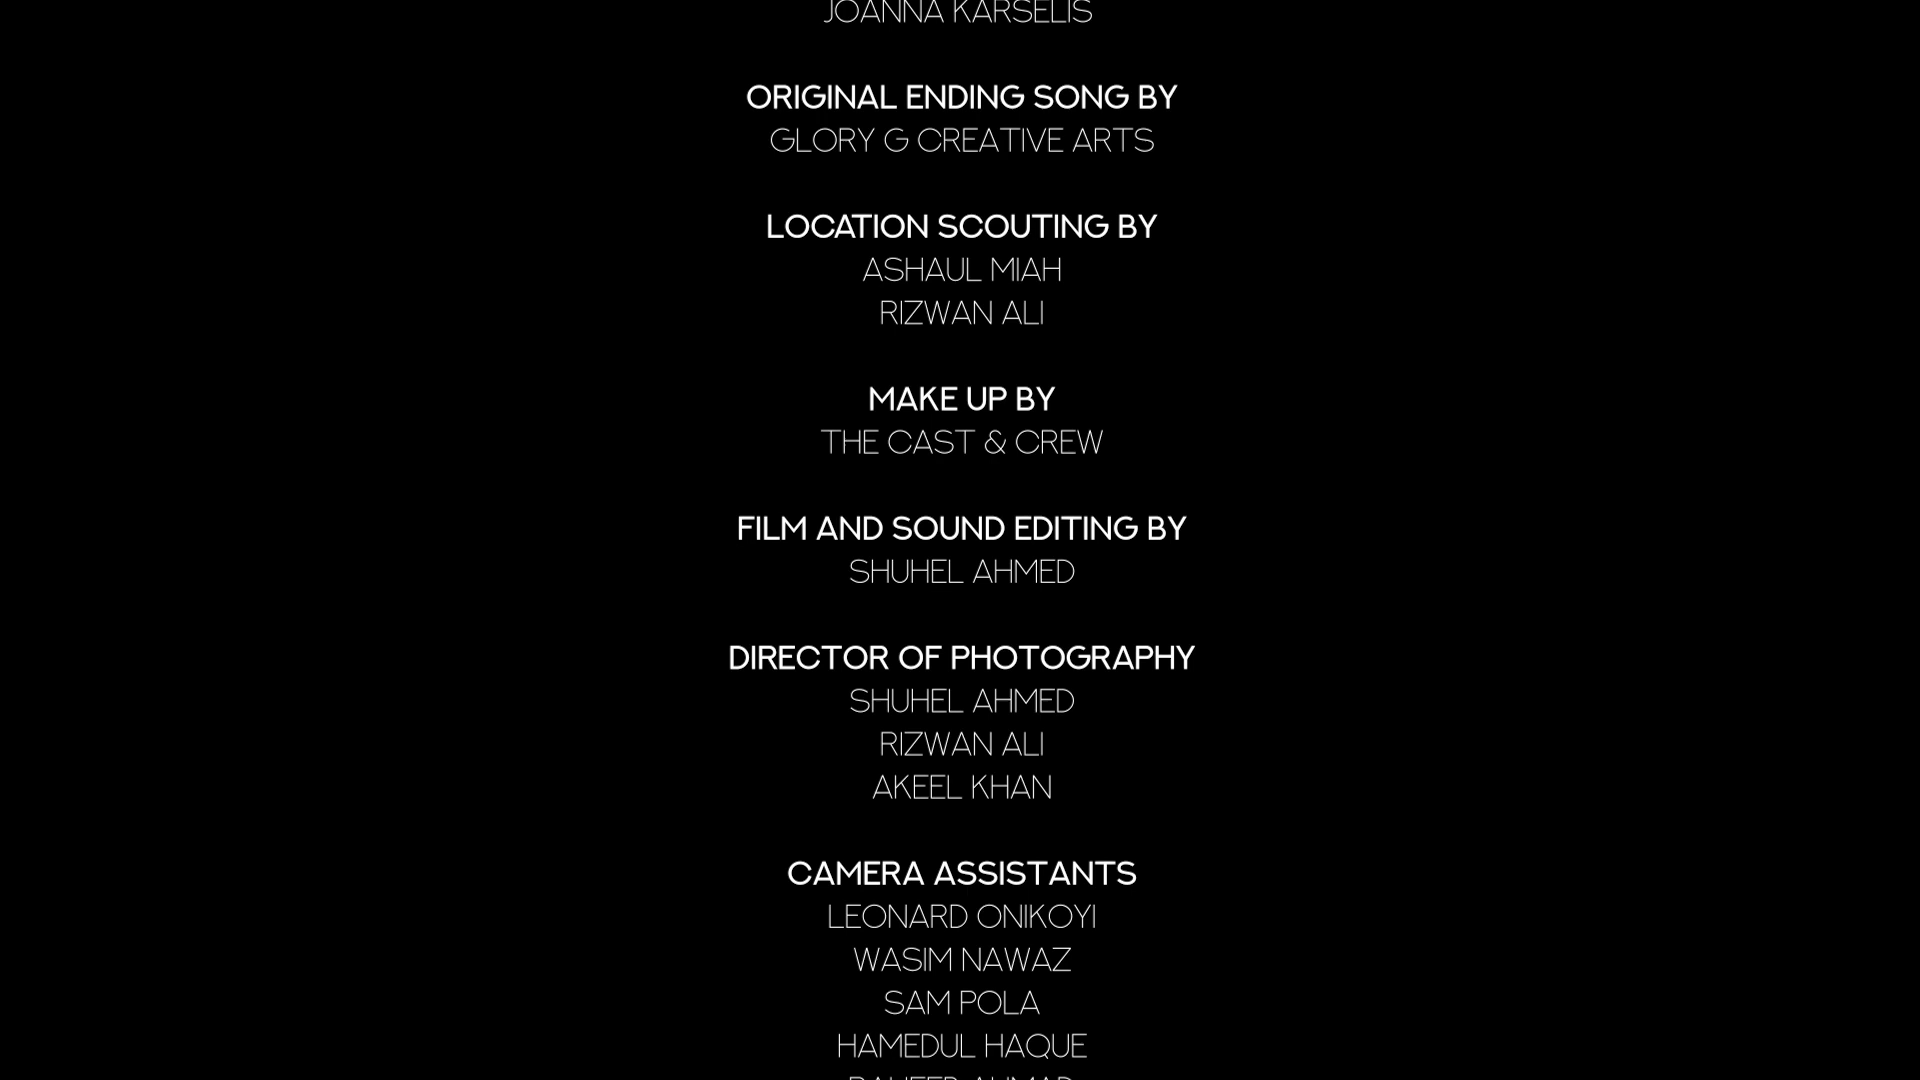 JOANNA KARSELIS
ORIGINAL ENDING SONG BY
GLORY G CREATIVE ARTS
LOCATION SCOUTING BY
ASHAUL MIAH
RIZWAN ALI
MAKE UP BY
THE CAST & CREW
FILM AND SOUND EDITING BY
SHUHEL AHMED
DIRECTOR OF PHOTOGRAPHY
SHUHEL AHMED
RIZWAN ALI
AKEEL KHAN
CAMERA ASSISTANTS
LEONARD ONIKOYI
WASIM NAWAZ
SAM POLA
HAMEDUL HAQUE